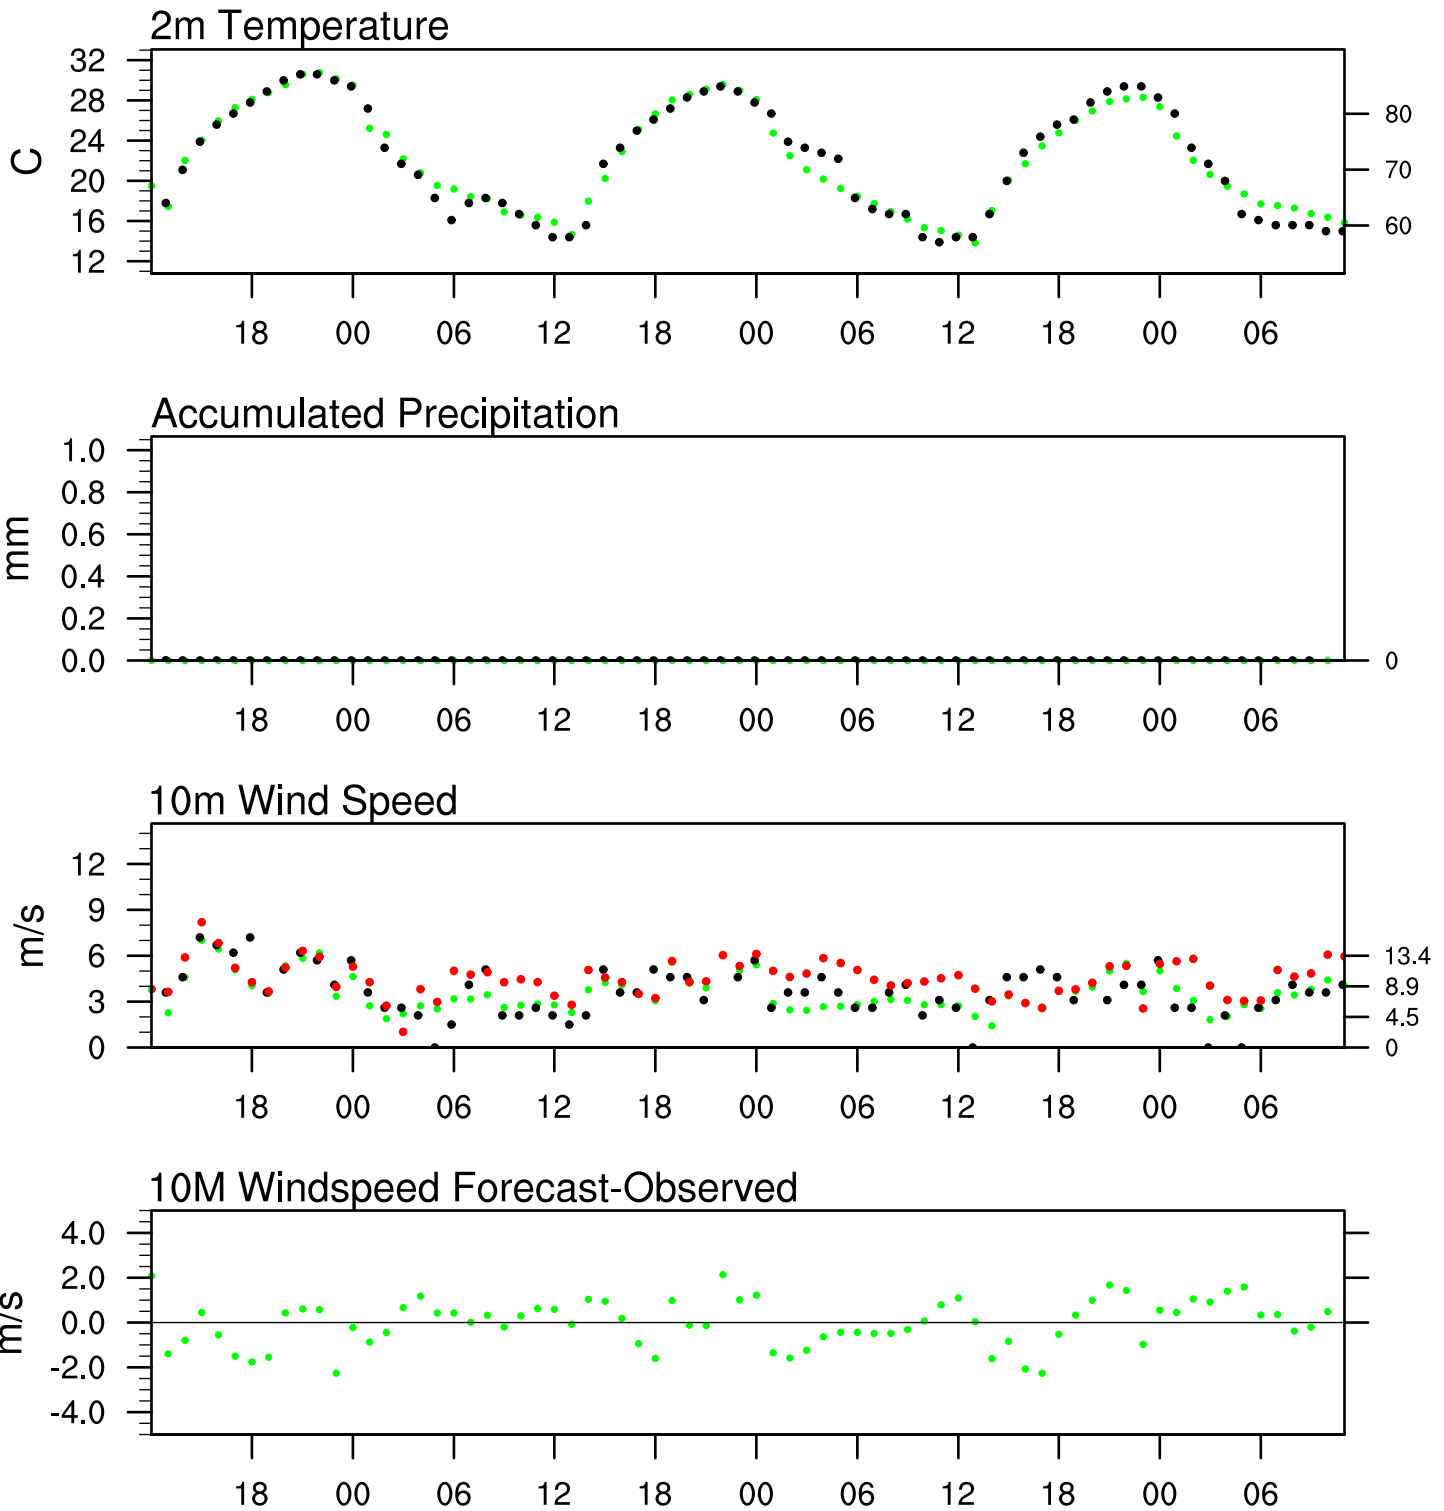 2m Temperature
32
28
24
20
16
12
C
80
70
60
18 00 06 12 18 00 06 12 18 00 06
Accumulated Precipitation
1.0
0.8
0.6
0.4
0.2
0.0
mm
0
18 00 06 12 18 00 06 12 18 00 06
10m Wind Speed
12
9
6
3
0
m/s
13.4
8.9
4.5
0
18 00 06 12 18 00 06 12 18 00 06
10M Windspeed Forecast-Observed
4.0
2.0
0.0
-2.0
-4.0
m/s
18 00 06 12 18 00 06 12 18 00 06